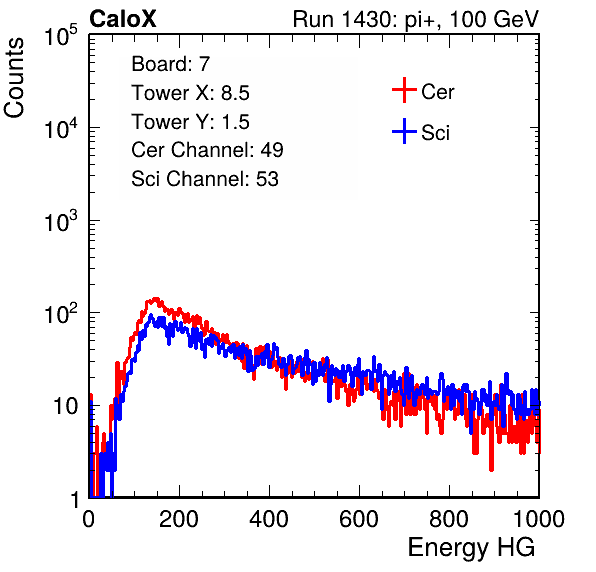 CaloX Run 1430: pi+, 100 GeV
Counts
10^5
10^4
10^3
10^2
10
1
Board: 7
Tower X: 8.5
Tower Y: 1.5
Cer Channel: 49
Sci Channel: 53
Cer
Sci
0 200 400 600 800 1000
Energy HG